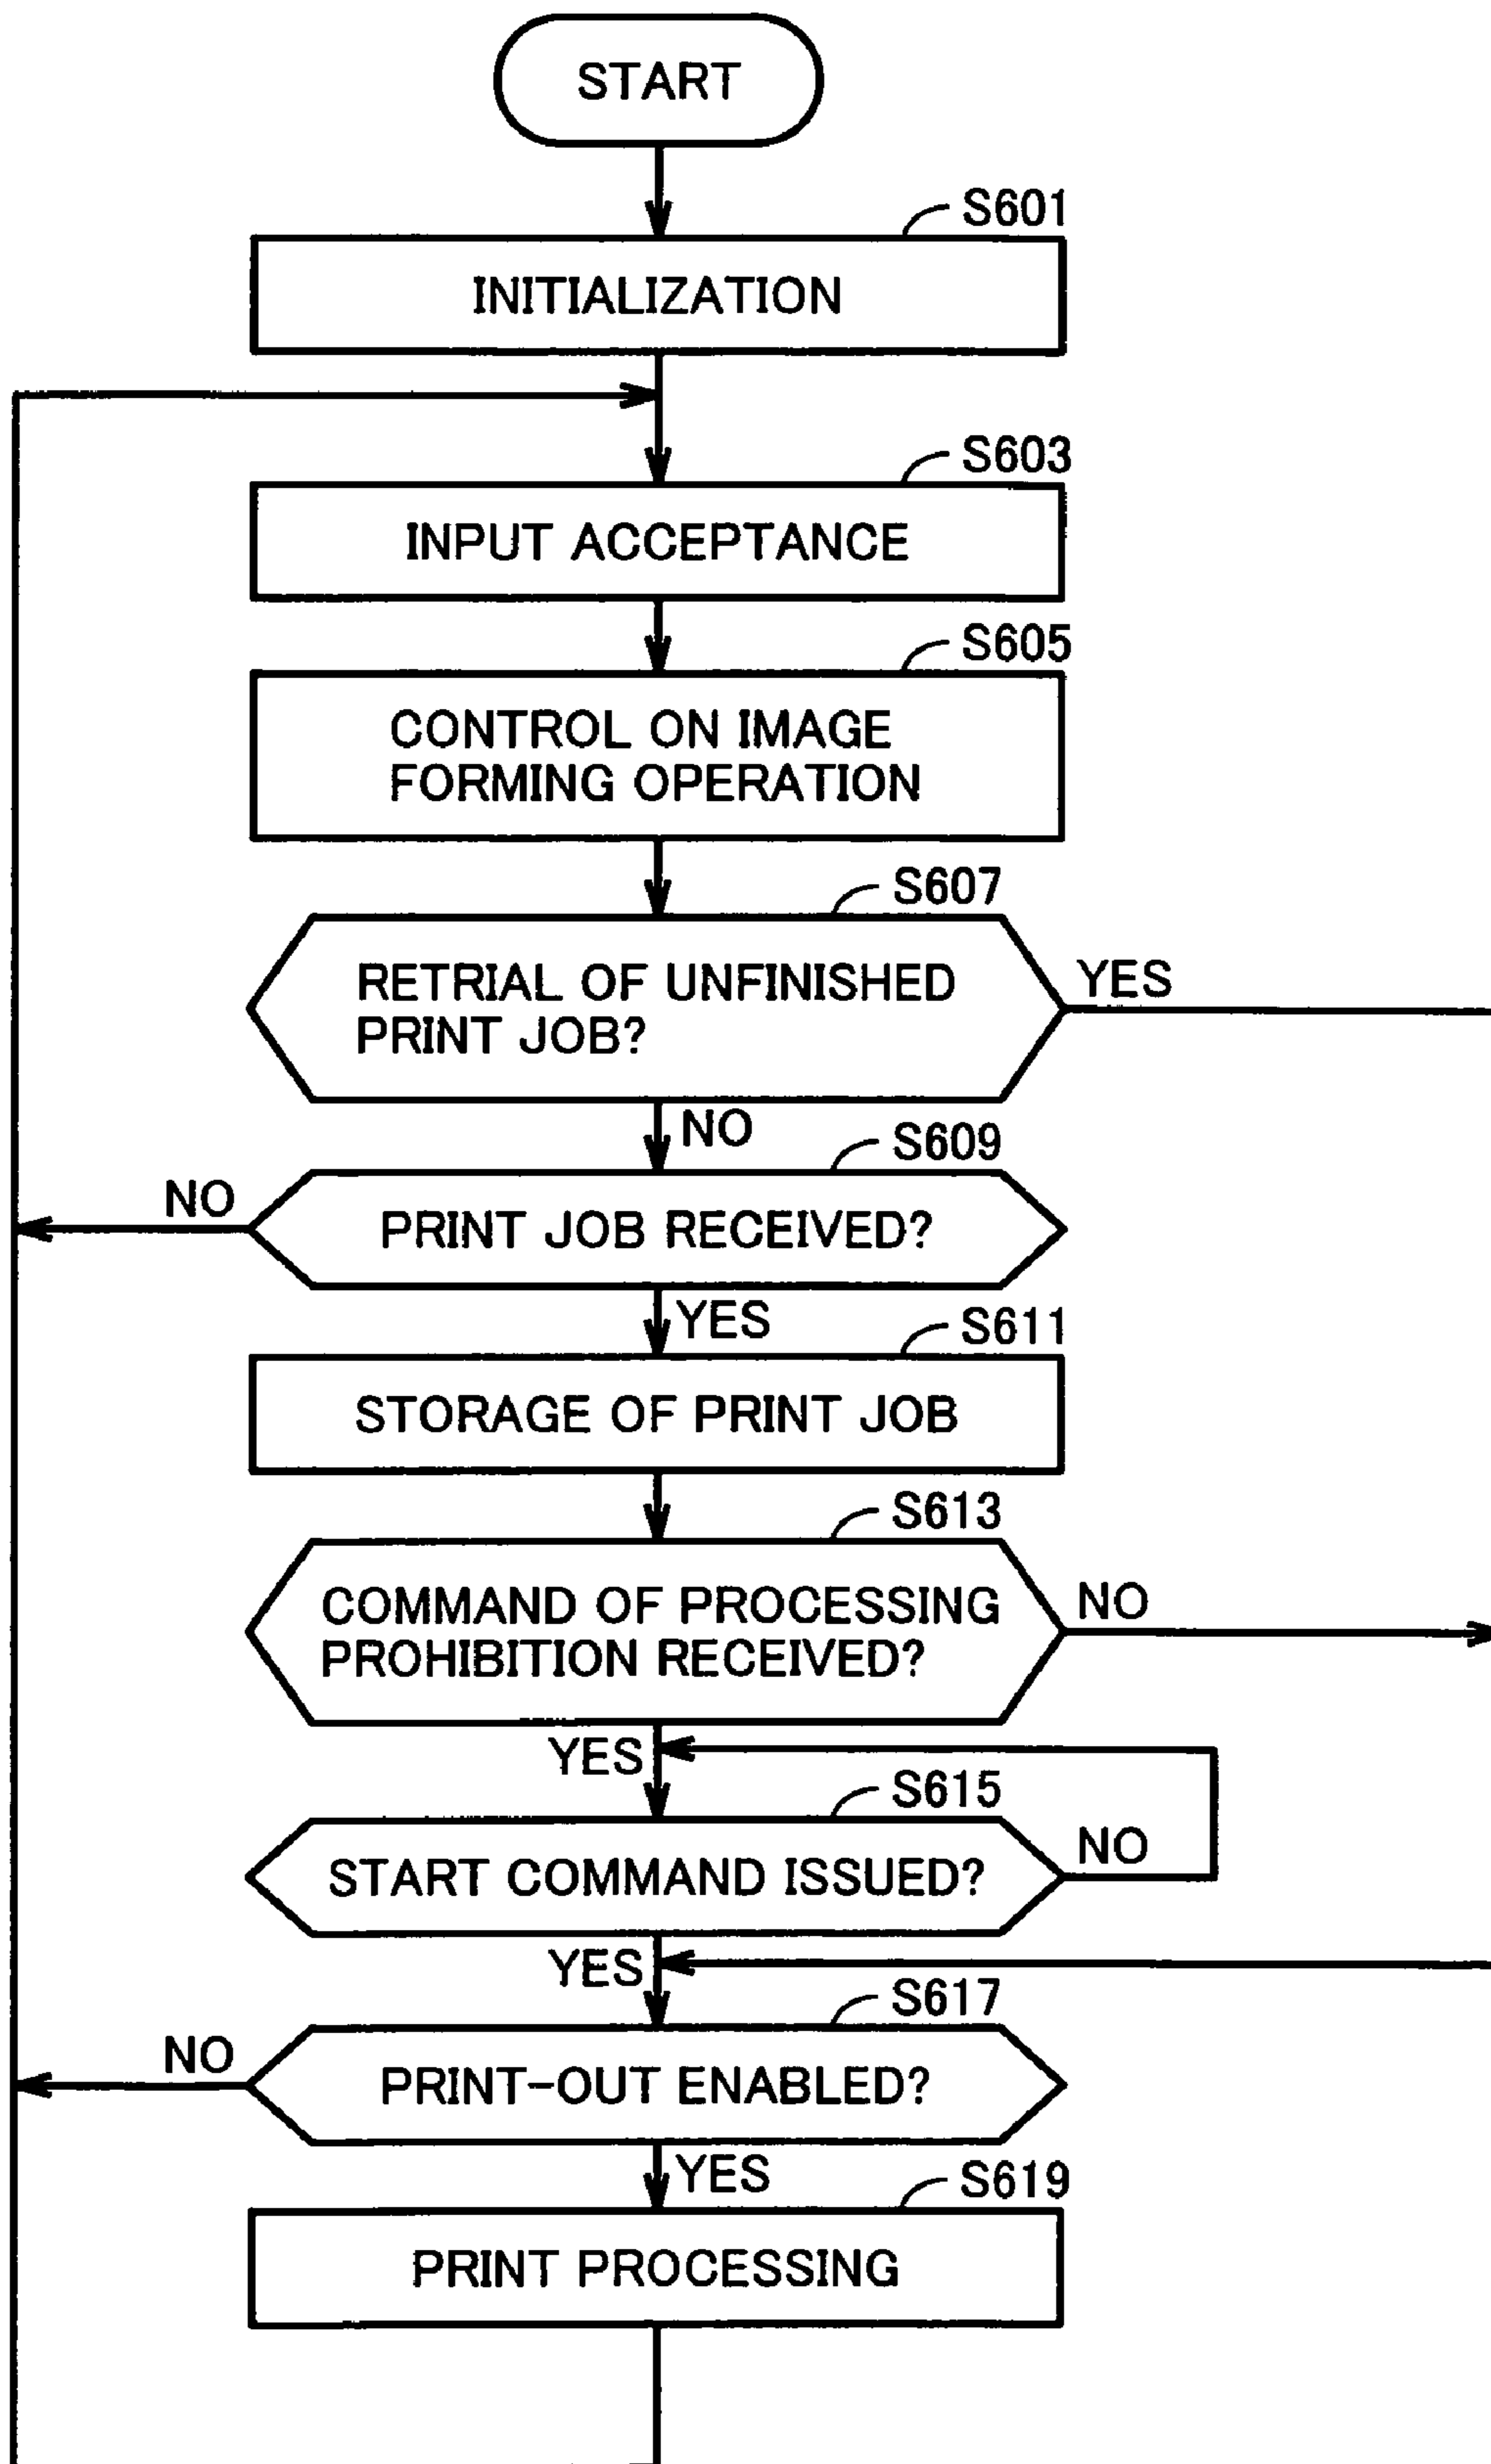 START
S601
INITIALIZATION
S603
INPUT ACCEPTANCE
S605
CONTROL ON IMAGE
FORMING OPERATION
S607
RETRIAL OF UNFINISHED
PRINT JOB?
YES
NO
S609
NO
PRINT JOB RECEIVED?
YES
S611
STORAGE OF PRINT JOB
S613
COMMAND OF PROCESSING
PROHIBITION RECEIVED?
NO
YES
S615
START COMMAND ISSUED?
NO
YES
S617
NO
PRINT-OUT ENABLED?
YES
S619
PRINT PROCESSING